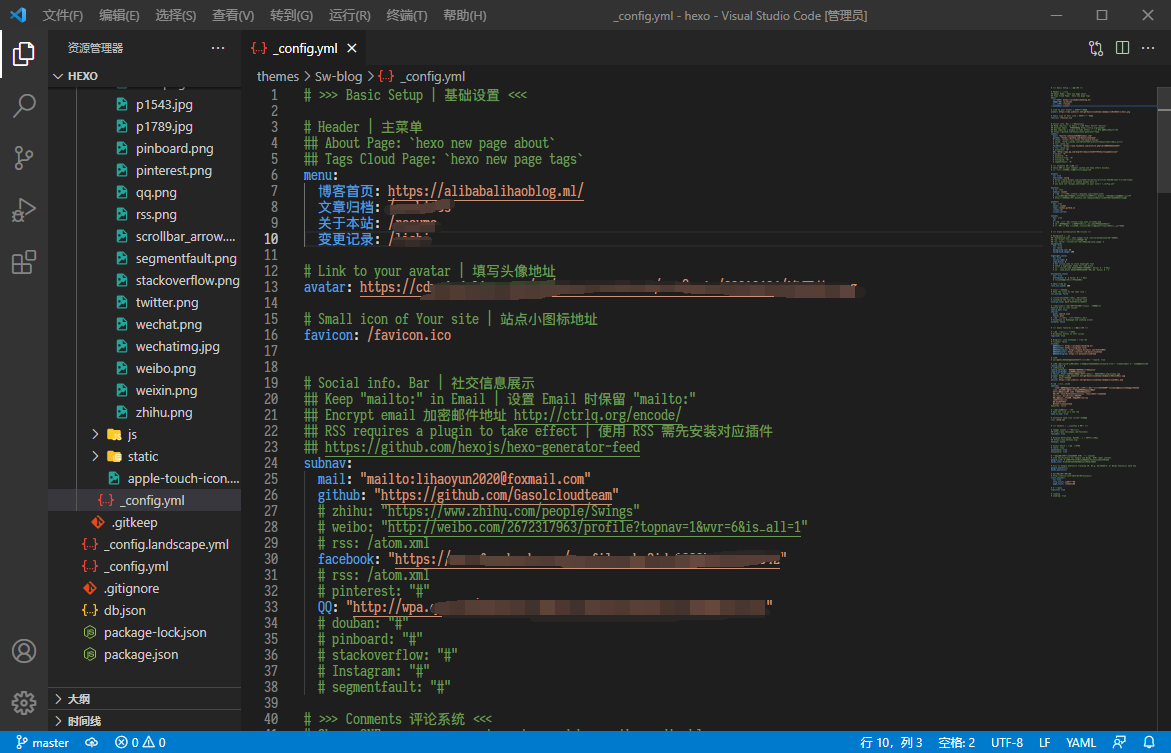 文件(F) 编辑(E) 选择(S) 查看(V) 转到(G) 运行(R) 终端(T) 帮助(H) _config.yml - hexo - Visual Studio Code [管理员]
资源管理器 ···
HEXO
p1543.jpg
p1789.jpg
pinboard.png
pinterest.png
qq.png
rss.png
scrollbar_arrow....
segmentfault.png
stackoverflow.png
twitter.png
wechat.png
wechatimg.jpg
weibo.png
weixin.png
zhihu.png
js
static
apple-touch-icon....
{..} _config.yml
.gitkeep
{..} _config.landscape.yml
{..} _config.yml
.gitignore
{..} db.json
package-lock.json
package.json
大纲
时间线
{..} _config.yml
themes > Sw-blog > {..} _config.yml
1 # >>> Basic Setup | 基础设置 <<<
2
3 # Header | 主菜单
4 ## About Page: `hexo new page about`
5 ## Tags Cloud Page: `hexo new page tags`
6 menu:
7 博客首页: https://alibabalihaoblog.ml/
8 文章归档: /
9 关于本站: /
10 变更记录: /
11
12 # Link to your avatar | 填写头像地址
13 avatar: https://cd
14
15 # Small icon of Your site | 站点小图标地址
16 favicon: /favicon.ico
17
18
19 # Social info. Bar | 社交信息展示
20 ## Keep "mailto:" in Email | 设置 Email 时保留 "mailto:"
21 ## Encrypt email 加密邮件地址 http://ctrlq.org/encode/
22 ## RSS requires a plugin to take effect | 使用 RSS 需先安装对应插件
23 ## https://github.com/hexojs/hexo-generator-feed
24 subnav:
25 mail: "mailto:lihaoyun2020@foxmail.com"
26 github: "https://github.com/Gasolcloudteam"
27 # zhihu: "https://www.zhihu.com/people/Swings"
28 # weibo: "http://weibo.com/2672317963/profile?topnav=1&wvr=6&is_all=1"
29 # rss: /atom.xml
30 facebook: "https:// "
31 # rss: /atom.xml
32 # pinterest: "#"
33 QQ: "http://wpa. "
34 # douban: "#"
35 # pinboard: "#"
36 # stackoverflow: "#"
37 # Instagram: "#"
38 # segmentfault: "#"
39
40 # >>> Conments 评论系统 <<<
master 0 0 行 10，列 3 空格: 2 UTF-8 LF YAML